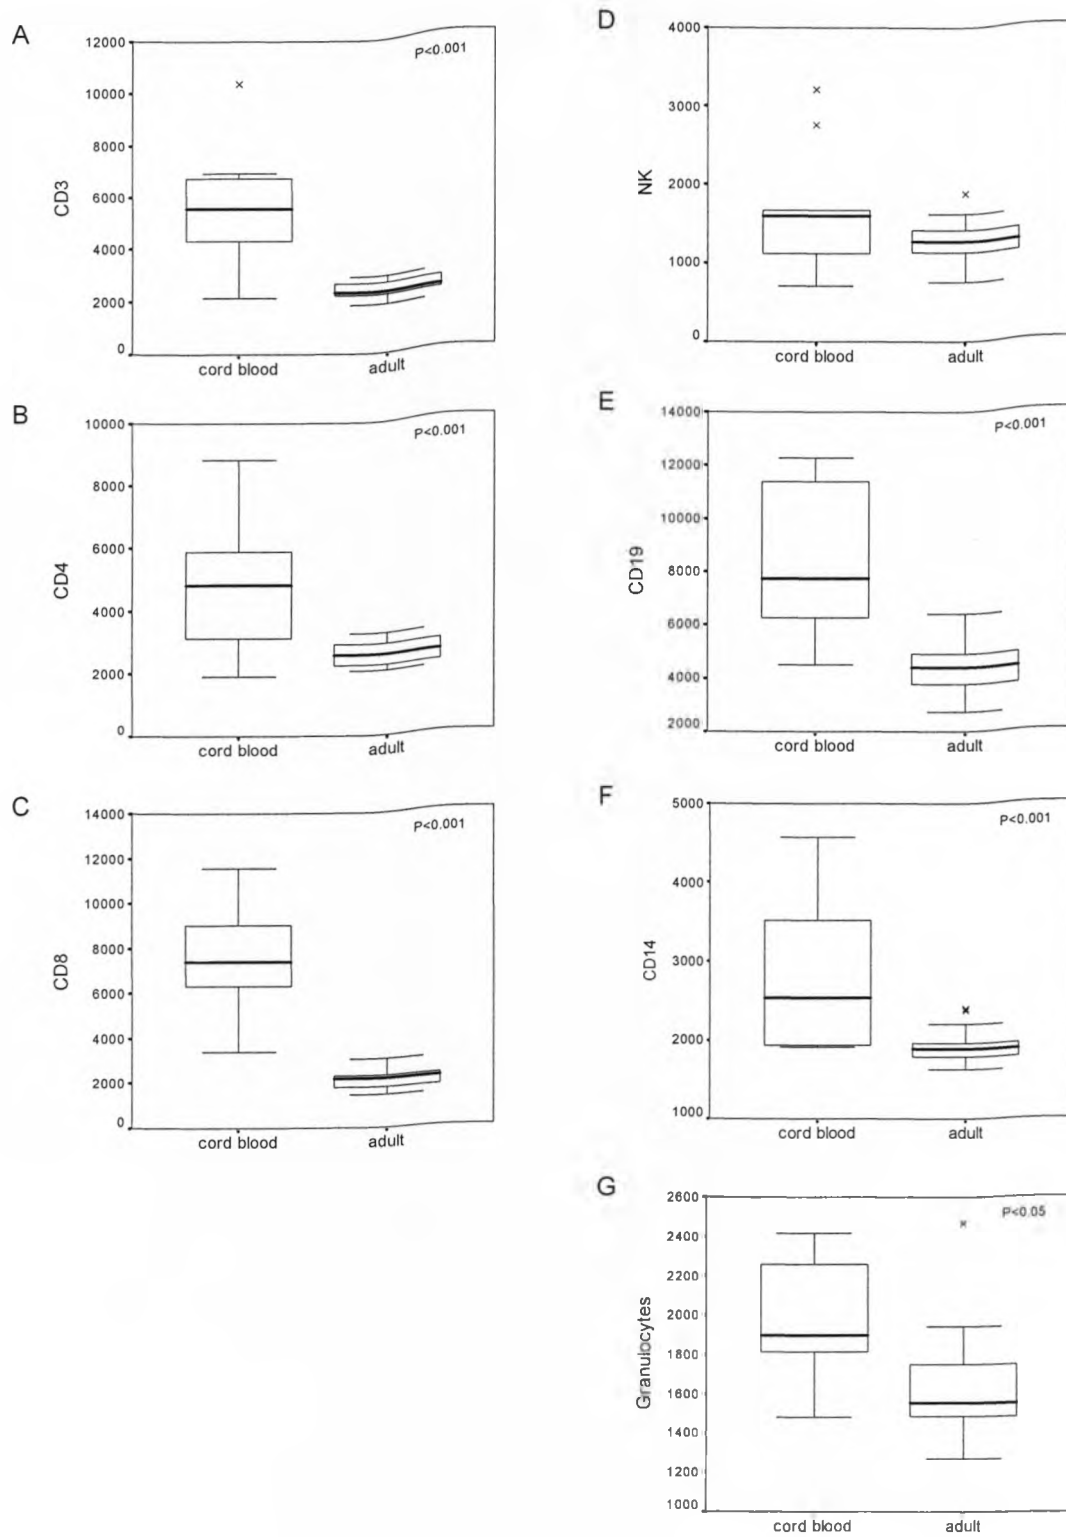 A
P<0.001
12000
10000
8000
6000
4000
2000
0
CD3
cord blood
adult
B
P<0.001
10000
8000
6000
4000
2000
0
CD4
cord blood
adult
C
P<0.001
14000
12000
10000
8000
6000
4000
2000
0
CD8
cord blood
adult
D
4000
3000
2000
1000
0
NK
cord blood
adult
E
P<0.001
14000
12000
10000
8000
6000
4000
2000
CD19
cord blood
adult
F
P<0.001
5000
4000
3000
2000
1000
CD14
cord blood
adult
G
P<0.05
2600
2400
2200
2000
1800
1600
1400
1200
1000
Granulocytes
cord blood
adult